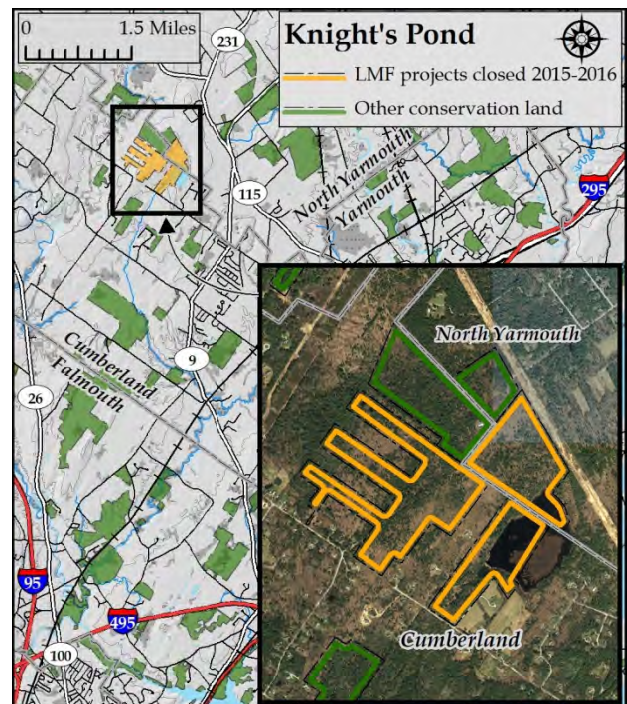 0 1.5 Miles
Knight's Pond
LMF projects closed 2015-2016
Other conservation land
231
115
North Yarmouth
Yarmouth
295
Cumberland
Falmouth
9
26
95
495
100
North Yarmouth
Cumberland